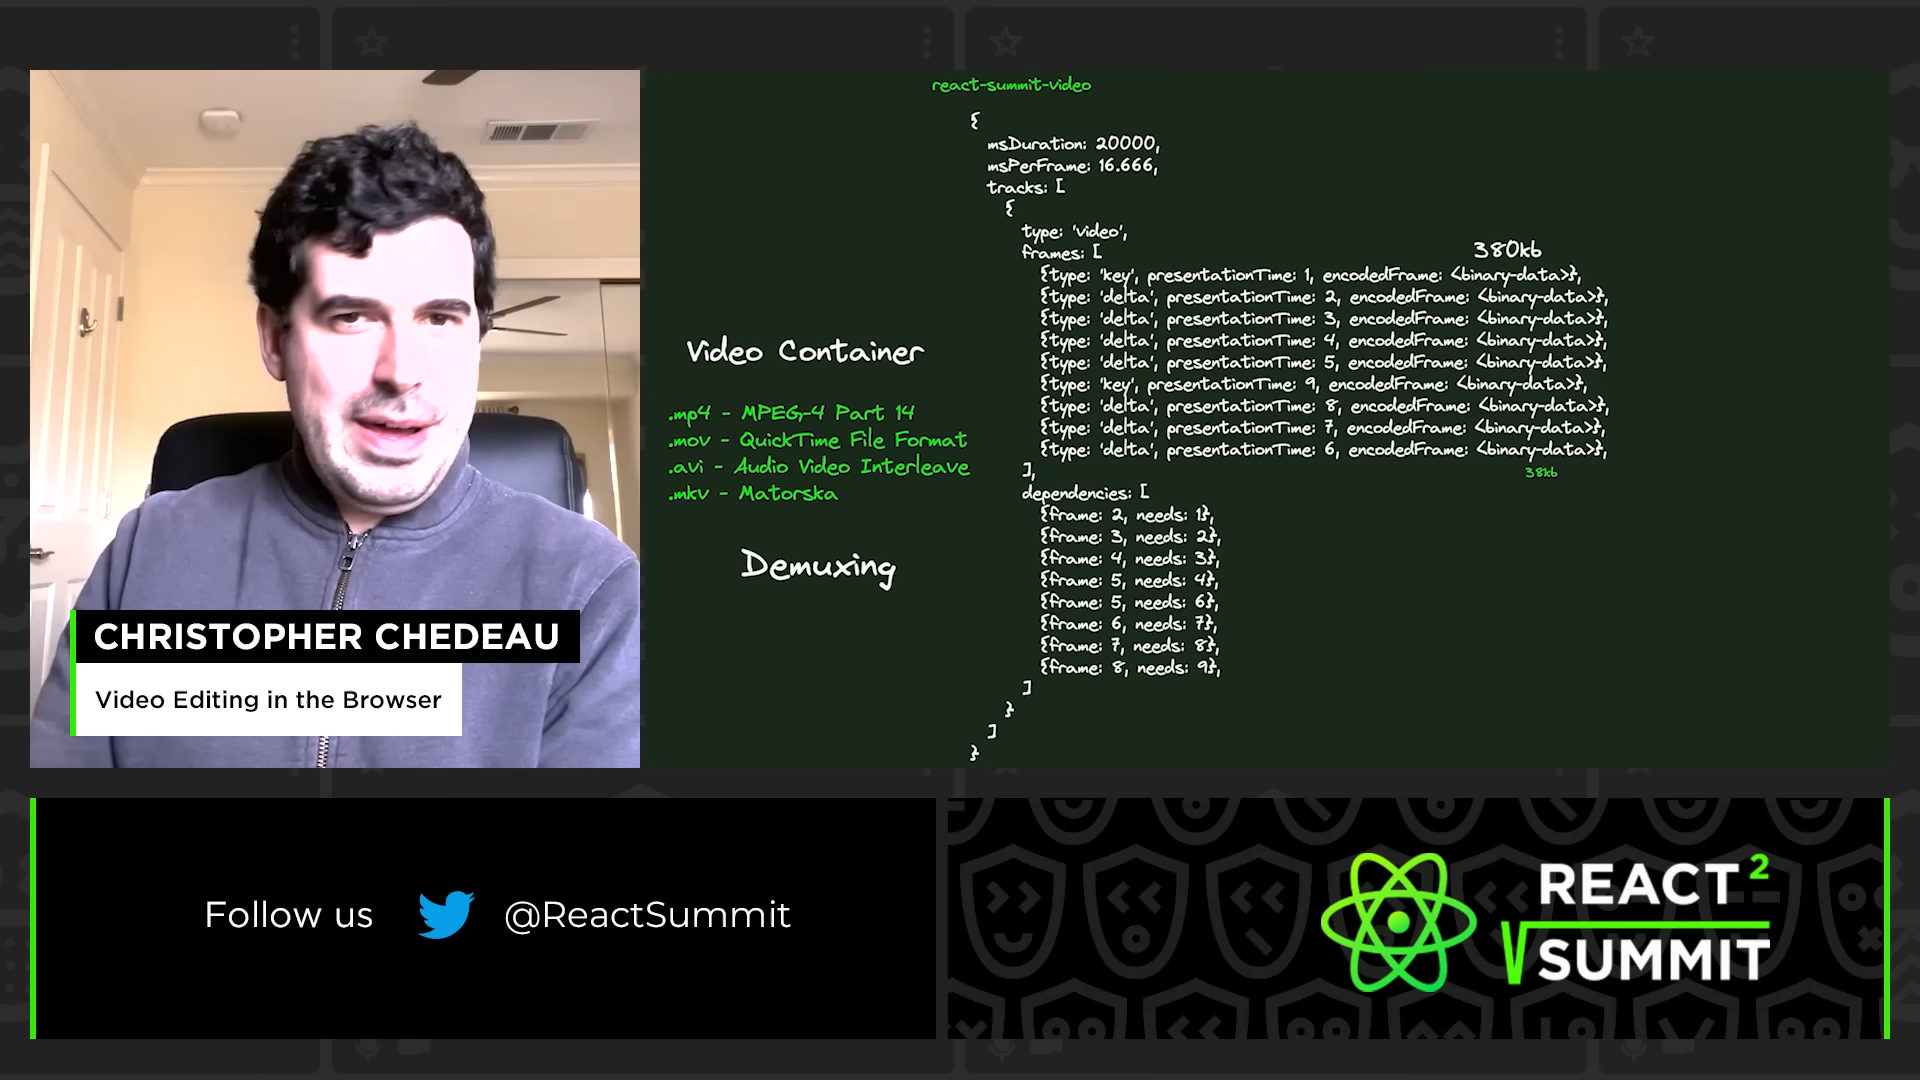 react-summit-video
{
msDuration: 20000,
msPerFrame: 16.666,
tracks: [
{
type: 'video',
frames: [
380kb
{type: 'key', presentationTime: 1, encodedFrame: <binary-data>},
{type: 'delta', presentationTime: 2, encodedFrame: <binary-data>},
{type: 'delta', presentationTime: 3, encodedFrame: <binary-data>},
{type: 'delta', presentationTime: 4, encodedFrame: <binary-data>},
{type: 'delta', presentationTime: 5, encodedFrame: <binary-data>},
{type: 'key', presentationTime: 9, encodedFrame: <binary-data>},
{type: 'delta', presentationTime: 8, encodedFrame: <binary-data>},
{type: 'delta', presentationTime: 7, encodedFrame: <binary-data>},
{type: 'delta', presentationTime: 6, encodedFrame: <binary-data>},
38kb
],
dependencies: [
{frame: 2, needs: 1},
{frame: 3, needs: 2},
{frame: 4, needs: 3},
{frame: 5, needs: 4},
{frame: 5, needs: 6},
{frame: 6, needs: 7},
{frame: 7, needs: 8},
{frame: 8, needs: 9},
]
}
]
}
Video Container
.mp4 - MPEG-4 Part 14
.mov - QuickTime File Format
.avi - Audio Video Interleave
.mkv - Matorska
Demuxing
CHRISTOPHER CHEDEAU
Video Editing in the Browser
Follow us @ReactSummit
REACT 2
√SUMMIT